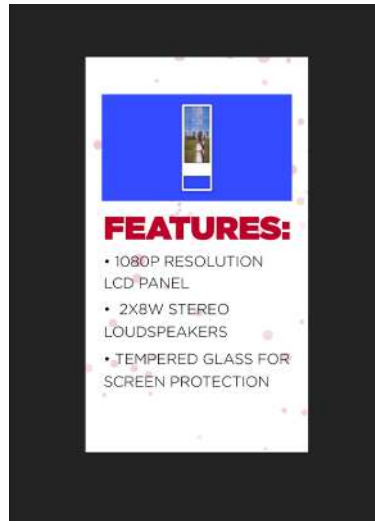 FEATURES:
• 1080P RESOLUTION
LCD PANEL
• 2X8W STEREO
LOUDSPEAKERS
• TEMPERED GLASS FOR
SCREEN PROTECTION